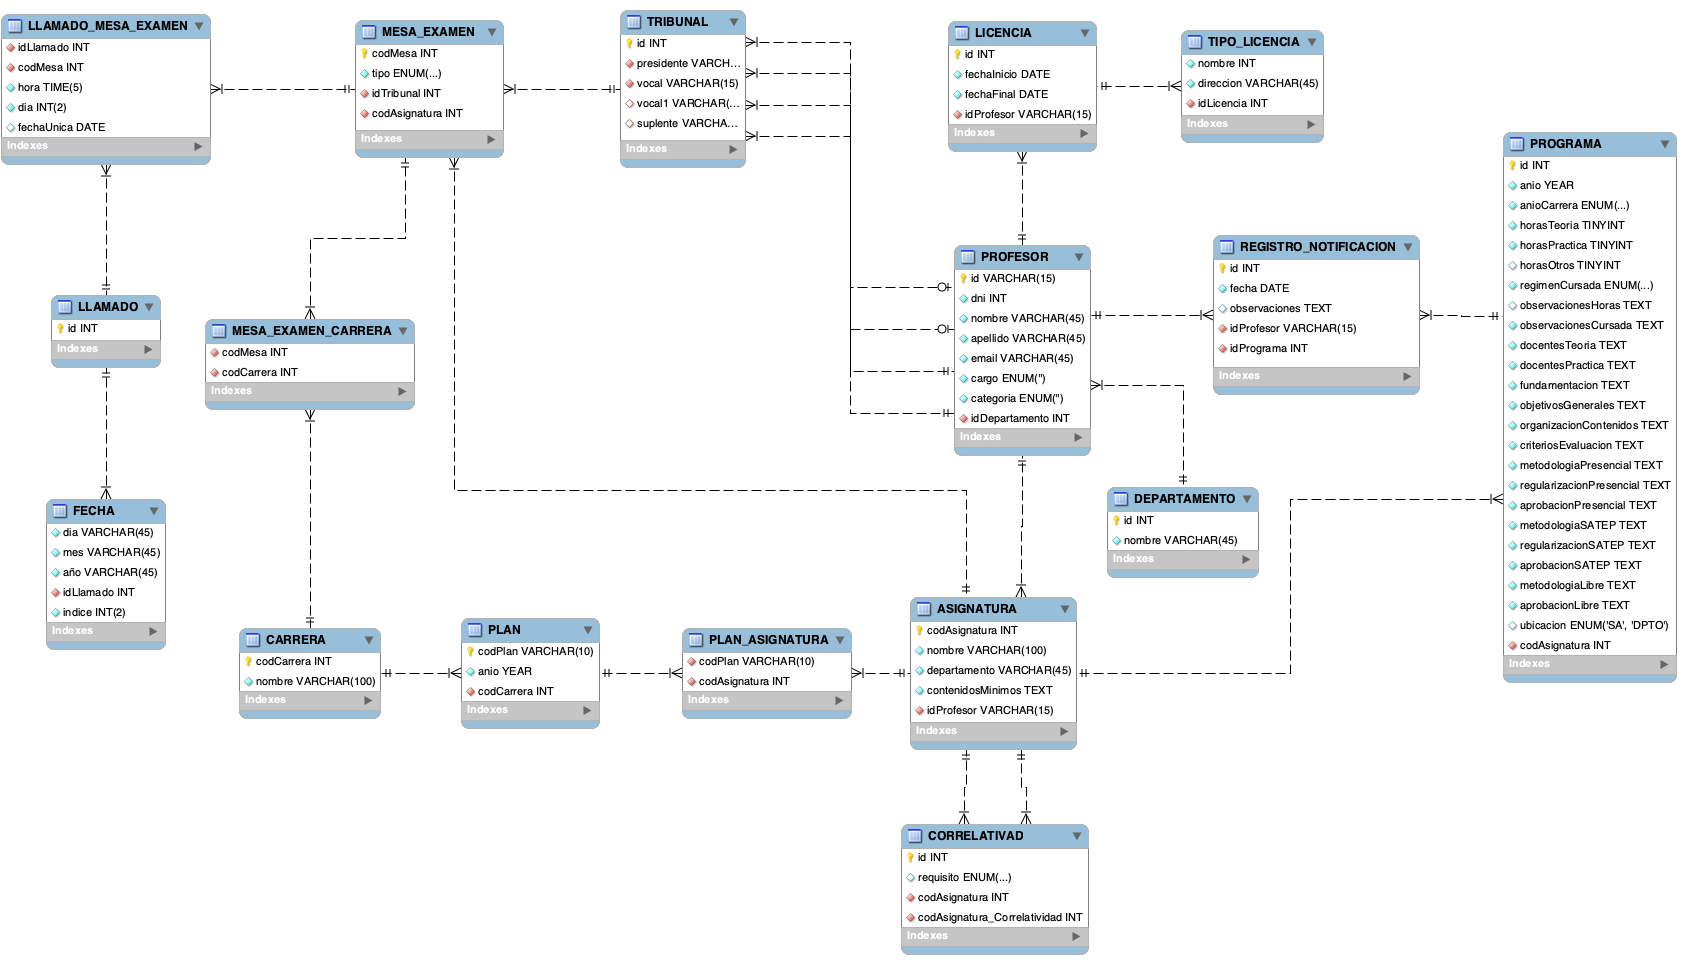 LLAMADO_MESA_EXAMEN
idLlamado INT
codMesa INT
hora TIME(5)
dia INT(2)
fechaUnica DATE
Indexes
MESA_EXAMEN
codMesa INT
tipo ENUM(...)
idTribunal INT
codAsignatura INT
Indexes
TRIBUNAL
id INT
presidente VARCH...
vocal VARCHAR(15)
vocal1 VARCHAR(...
suplente VARCHA...
Indexes
LICENCIA
id INT
fechaInicio DATE
fechaFinal DATE
idProfesor VARCHAR(15)
Indexes
TIPO_LICENCIA
nombre INT
direccion VARCHAR(45)
idLicencia INT
Indexes
PROGRAMA
id INT
anio YEAR
anioCarrera ENUM(...)
horasTeoria TINYINT
horasPractica TINYINT
horasOtros TINYINT
regimenCursada ENUM(...)
observacionesHoras TEXT
observacionesCursada TEXT
docentesTeoria TEXT
docentesPractica TEXT
fundamentacion TEXT
objetivosGenerales TEXT
organizacionContenidos TEXT
criteriosEvaluacion TEXT
metodologiaPresencial TEXT
regularizacionPresencial TEXT
aprobacionPresencial TEXT
metodologiaSATEP TEXT
regularizacionSATEP TEXT
aprobacionSATEP TEXT
metodologiaLibre TEXT
aprobacionLibre TEXT
ubicacion ENUM('SA', 'DPTO')
codAsignatura INT
Indexes
PROFESOR
id VARCHAR(15)
dni INT
nombre VARCHAR(45)
apellido VARCHAR(45)
email VARCHAR(45)
cargo ENUM('')
categoria ENUM('')
idDepartamento INT
Indexes
REGISTRO_NOTIFICACION
id INT
fecha DATE
observaciones TEXT
idProfesor VARCHAR(15)
idPrograma INT
Indexes
LLAMADO
id INT
Indexes
MESA_EXAMEN_CARRERA
codMesa INT
codCarrera INT
Indexes
DEPARTAMENTO
id INT
nombre VARCHAR(45)
Indexes
FECHA
dia VARCHAR(45)
mes VARCHAR(45)
año VARCHAR(45)
idLlamado INT
indice INT(2)
Indexes
CARRERA
codCarrera INT
nombre VARCHAR(100)
Indexes
PLAN
codPlan VARCHAR(10)
anio YEAR
codCarrera INT
Indexes
PLAN_ASIGNATURA
codPlan VARCHAR(10)
codAsignatura INT
Indexes
ASIGNATURA
codAsignatura INT
nombre VARCHAR(100)
departamento VARCHAR(45)
contenidosMinimos TEXT
idProfesor VARCHAR(15)
Indexes
CORRELATIVAD
id INT
requisito ENUM(...)
codAsignatura INT
codAsignatura_Correlatividad INT
Indexes